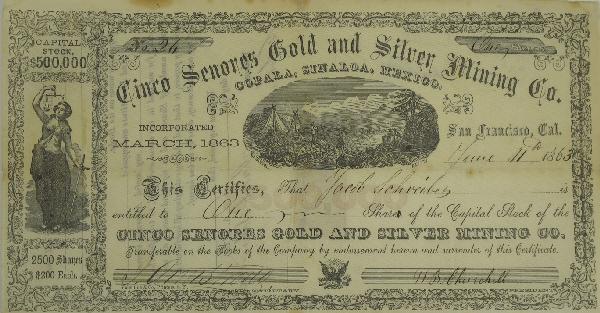 CAPITAL
STOCK,
$500,000
No. 26
One
Cinco Senores Gold and Silver Mining Co.
COPALA, SINALOA, MEXICO.
INCORPORATED
MARCH, 1863
San Francisco, Cal.
June 1863
This Certifies, That Jacob Schreiber is
entitled to One Shares of the Capital Stock of the
CINCO SENORES GOLD AND SILVER MINING CO.
Transferable on the Books of the Company by endorsement hereon and surrender of this Certificate.
2500 Shares
$200 Each.